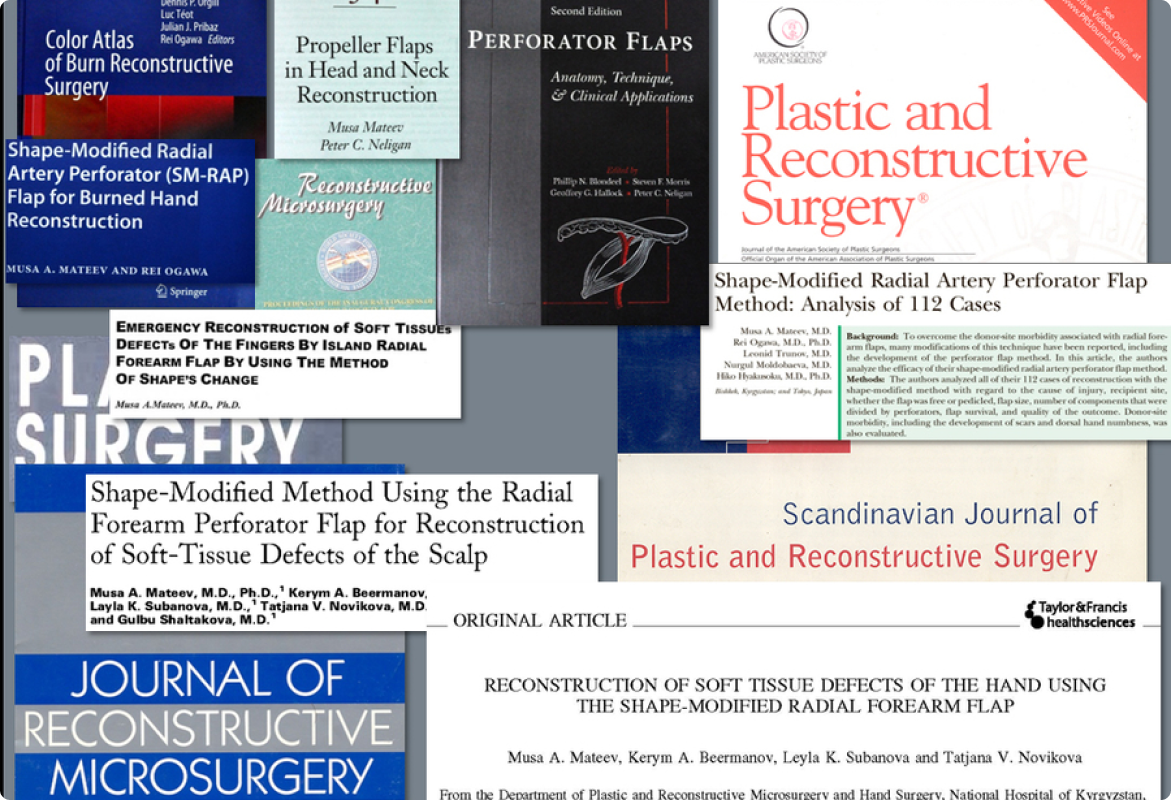 Dennis P. Orgill
Luc Téot
Julian J. Pribaz
Rei Ogawa Editors
Color Atlas
of Burn Reconstructive
Surgery
Shape-Modified Radial
Artery Perforator (SM-RAP)
Flap for Burned Hand
Reconstruction
MUSA A. MATEEV AND REI OGAWA
Springer
Propeller Flaps
in Head and Neck
Reconstruction
Musa Mateev
Peter C. Neligan
Reconstructive
Microsurgery
PROCEEDINGS OF THE INAUGURAL CONGRESS OF
Second Edition
PERFORATOR FLAPS
Anatomy, Technique,
& Clinical Applications
Edited by
Phillip N. Blondeel • Steven F. Morris
Geoffrey G. Hallock • Peter C. Neligan
AMERICAN SOCIETY OF
PLASTIC SURGEONS
See
ctive Videos Online at
www.PRSJournal.com
Plastic and
Reconstructive
Surgery®
Journal of the American Society of Plastic Surgeons
Official Organ of the American Association of Plastic Surgeons
Shape-Modified Radial Artery Perforator Flap
Method: Analysis of 112 Cases
Musa A. Mateev, M.D.
Rei Ogawa, M.D., Ph.D.
Leonid Trunov, M.D.
Nurgul Moldobaeva, M.D.
Hiko Hyakusoku, M.D., Ph.D.
Bishkek, Kyrgyzstan; and Tokyo, Japan
Background: To overcome the donor-site morbidity associated with radial fore-
arm flaps, many modifications of this technique have been reported, including
the development of the perforator flap method. In this article, the authors
analyze the efficacy of their shape-modified radial artery perforator flap method.
Methods: The authors analyzed all of their 112 cases of reconstruction with the
shape-modified method with regard to the cause of injury, recipient site,
whether the flap was free or pedicled, flap size, number of components that were
divided by perforators, flap survival, and quality of the outcome. Donor-site
morbidity, including the development of scars and dorsal hand numbness, was
also evaluated.
EMERGENCY RECONSTRUCTION of SOFT TISSUES
DEFECTS OF THE FINGERS BY ISLAND RADIAL
FOREARM FLAP BY USING THE METHOD
OF SHAPE'S CHANGE
Musa A.Mateev, M.D., Ph.D.
PLA
SURGERY
Shape-Modified Method Using the Radial
Forearm Perforator Flap for Reconstruction
of Soft-Tissue Defects of the Scalp
Musa A. Mateev, M.D., Ph.D.,¹ Kerym A. Beermanov,
Layla K. Subanova, M.D.,¹ Tatjana V. Novikova, M.D.
and Gulbu Shaltakova, M.D.¹
JOURNAL OF
RECONSTRUCTIVE
MICROSURGERY
Scandinavian Journal of
Plastic and Reconstructive Surgery
ORIGINAL ARTICLE
Taylor&Francis
healthsciences
RECONSTRUCTION OF SOFT TISSUE DEFECTS OF THE HAND USING
THE SHAPE-MODIFIED RADIAL FOREARM FLAP
Musa A. Mateev, Kerym A. Beermanov, Leyla K. Subanova and Tatjana V. Novikova
From the Department of Plastic and Reconstructive Microsurgery and Hand Surgery, National Hospital of Kyrgyzstan,